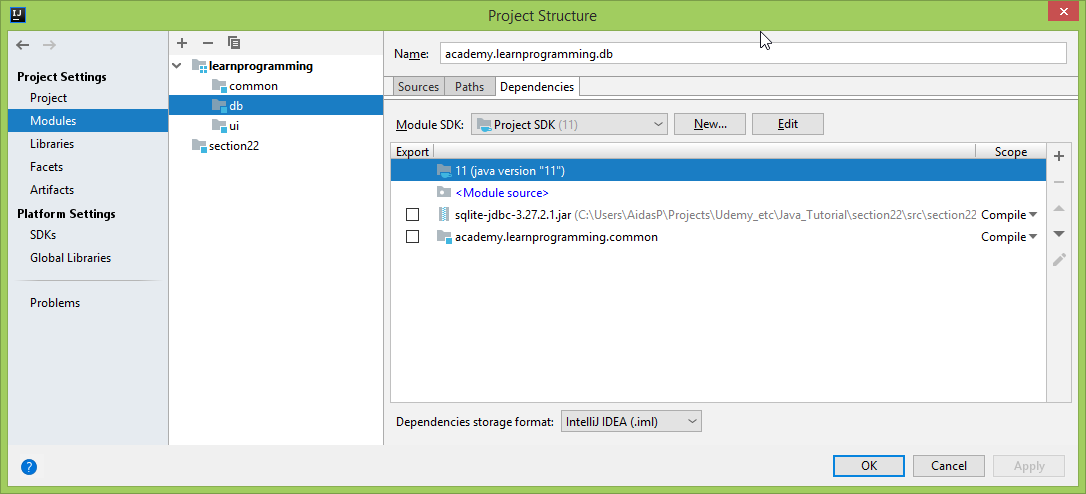 IJ
Project Structure
Project Settings
Project
Modules
Libraries
Facets
Artifacts
Platform Settings
SDKs
Global Libraries
Problems
learnprogramming
common
db
ui
section22
Name: academy.learnprogramming.db
Sources Paths Dependencies
Module SDK: Project SDK (11) New... Edit
Export Scope
11 (java version "11")
<Module source>
sqlite-jdbc-3.27.2.1.jar (C:\Users\AidasP\Projects\Udemy_etc\Java_Tutorial\section22\src\section22 Compile
academy.learnprogramming.common Compile
Dependencies storage format: IntelliJ IDEA (.iml)
? OK Cancel Apply